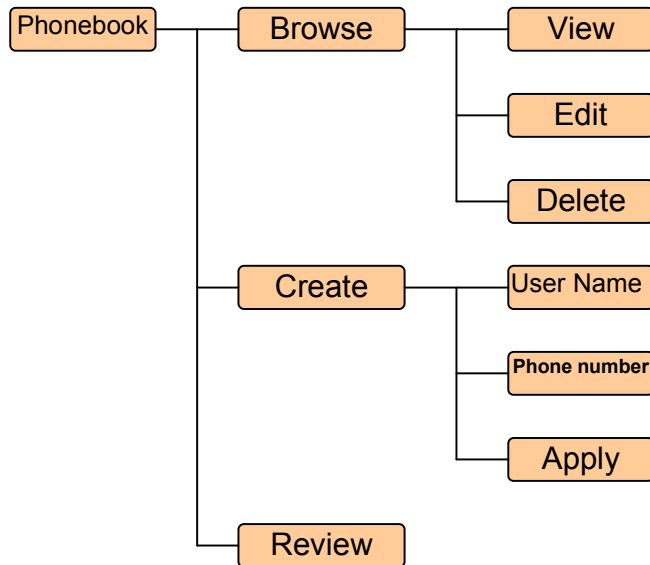 Phonebook
Browse
View
Edit
Delete
Create
User Name
Phone number
Apply
Review